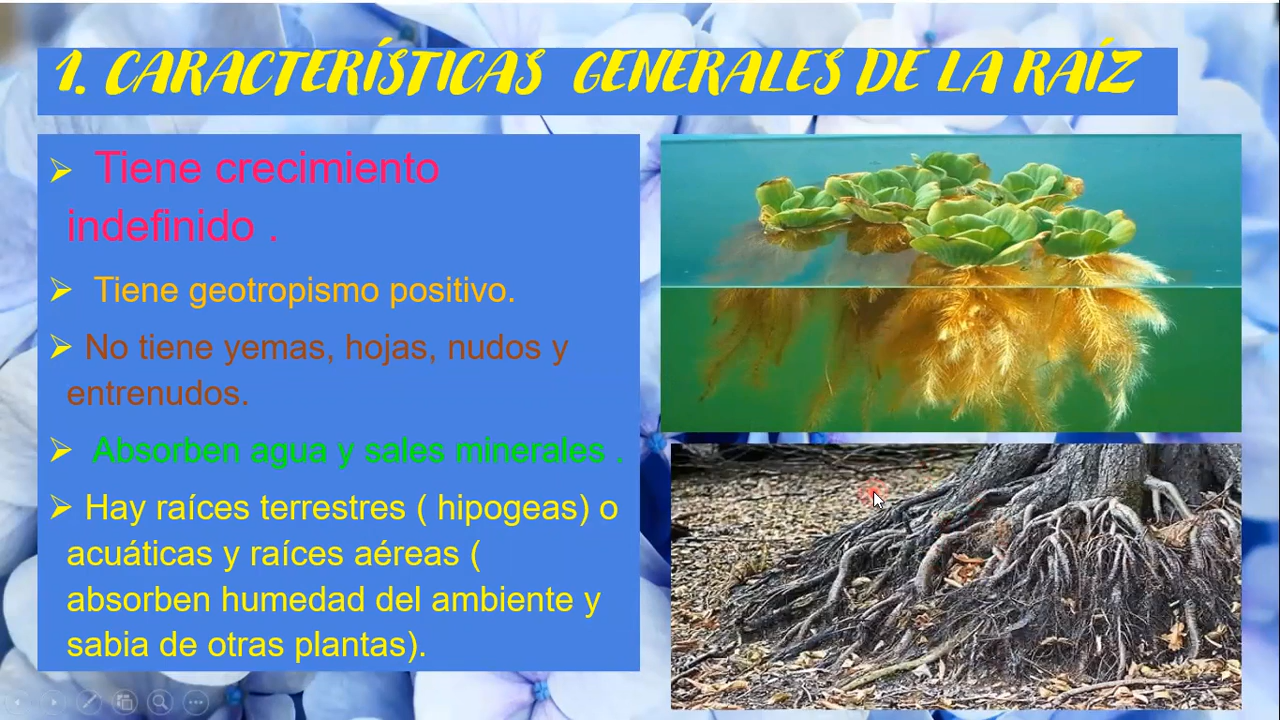 1. CARACTERÍSTICAS GENERALES DE LA RAÍZ
➢ Tiene crecimiento
indefinido .
➢ Tiene geotropismo positivo.
➢ No tiene yemas, hojas, nudos y
entrenudos.
➢ Absorben agua y sales minerales .
➢ Hay raíces terrestres ( hipogeas) o
acuáticas y raíces aéreas (
absorben humedad del ambiente y
sabia de otras plantas).